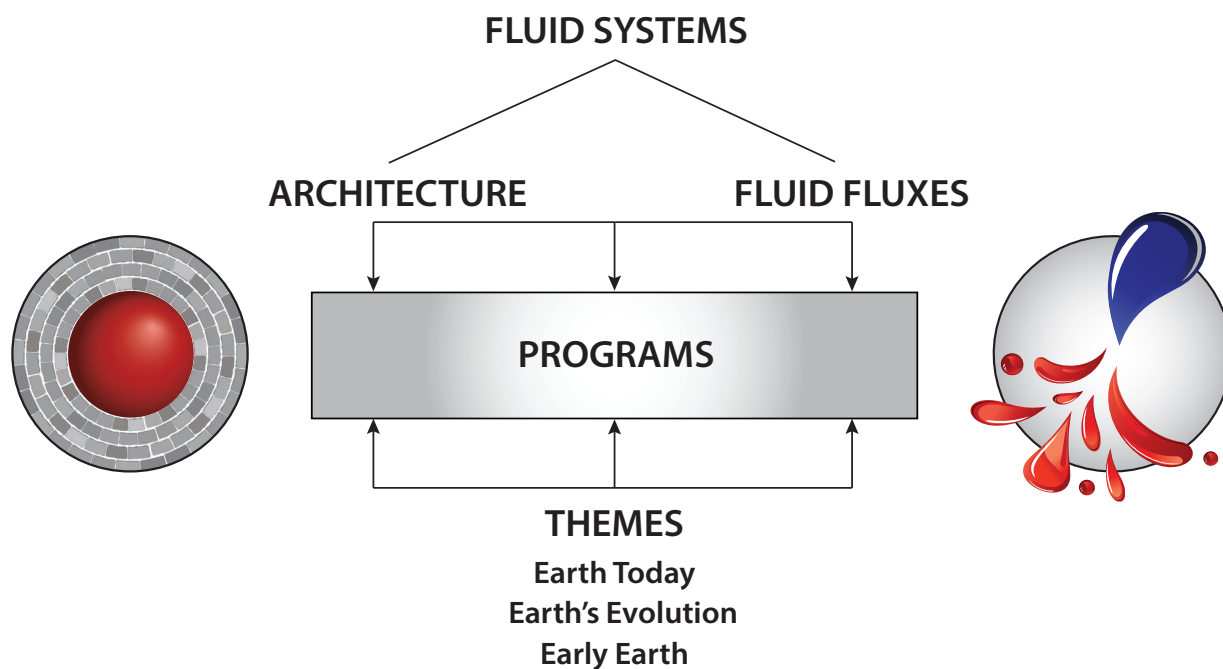 FLUID SYSTEMS
ARCHITECTURE
FLUID FLUXES
PROGRAMS
THEMES
Earth Today
Earth’s Evolution
Early Earth